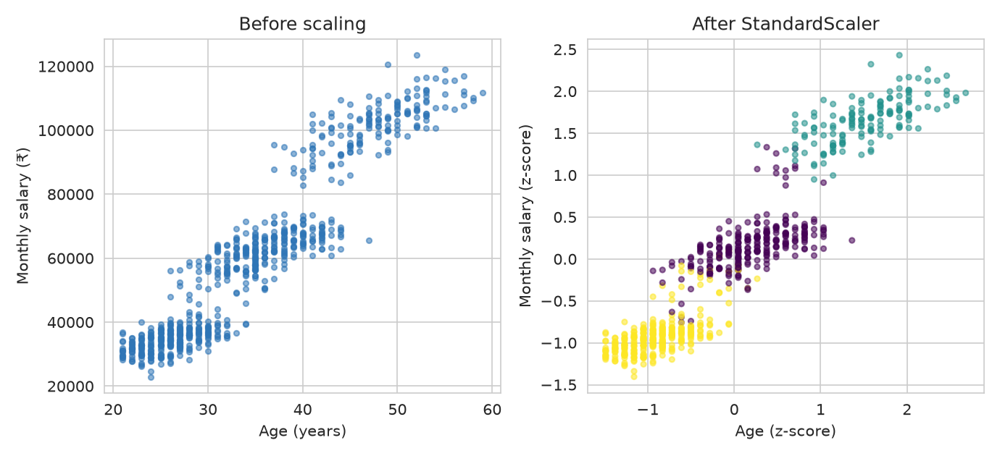 Before scaling
120000
100000
80000
60000
40000
20000
Monthly salary (₹)
20 30 40 50 60
Age (years)
After StandardScaler
2.5
2.0
1.5
1.0
0.5
0.0
−0.5
−1.0
−1.5
Monthly salary (z-score)
−1 0 1 2
Age (z-score)